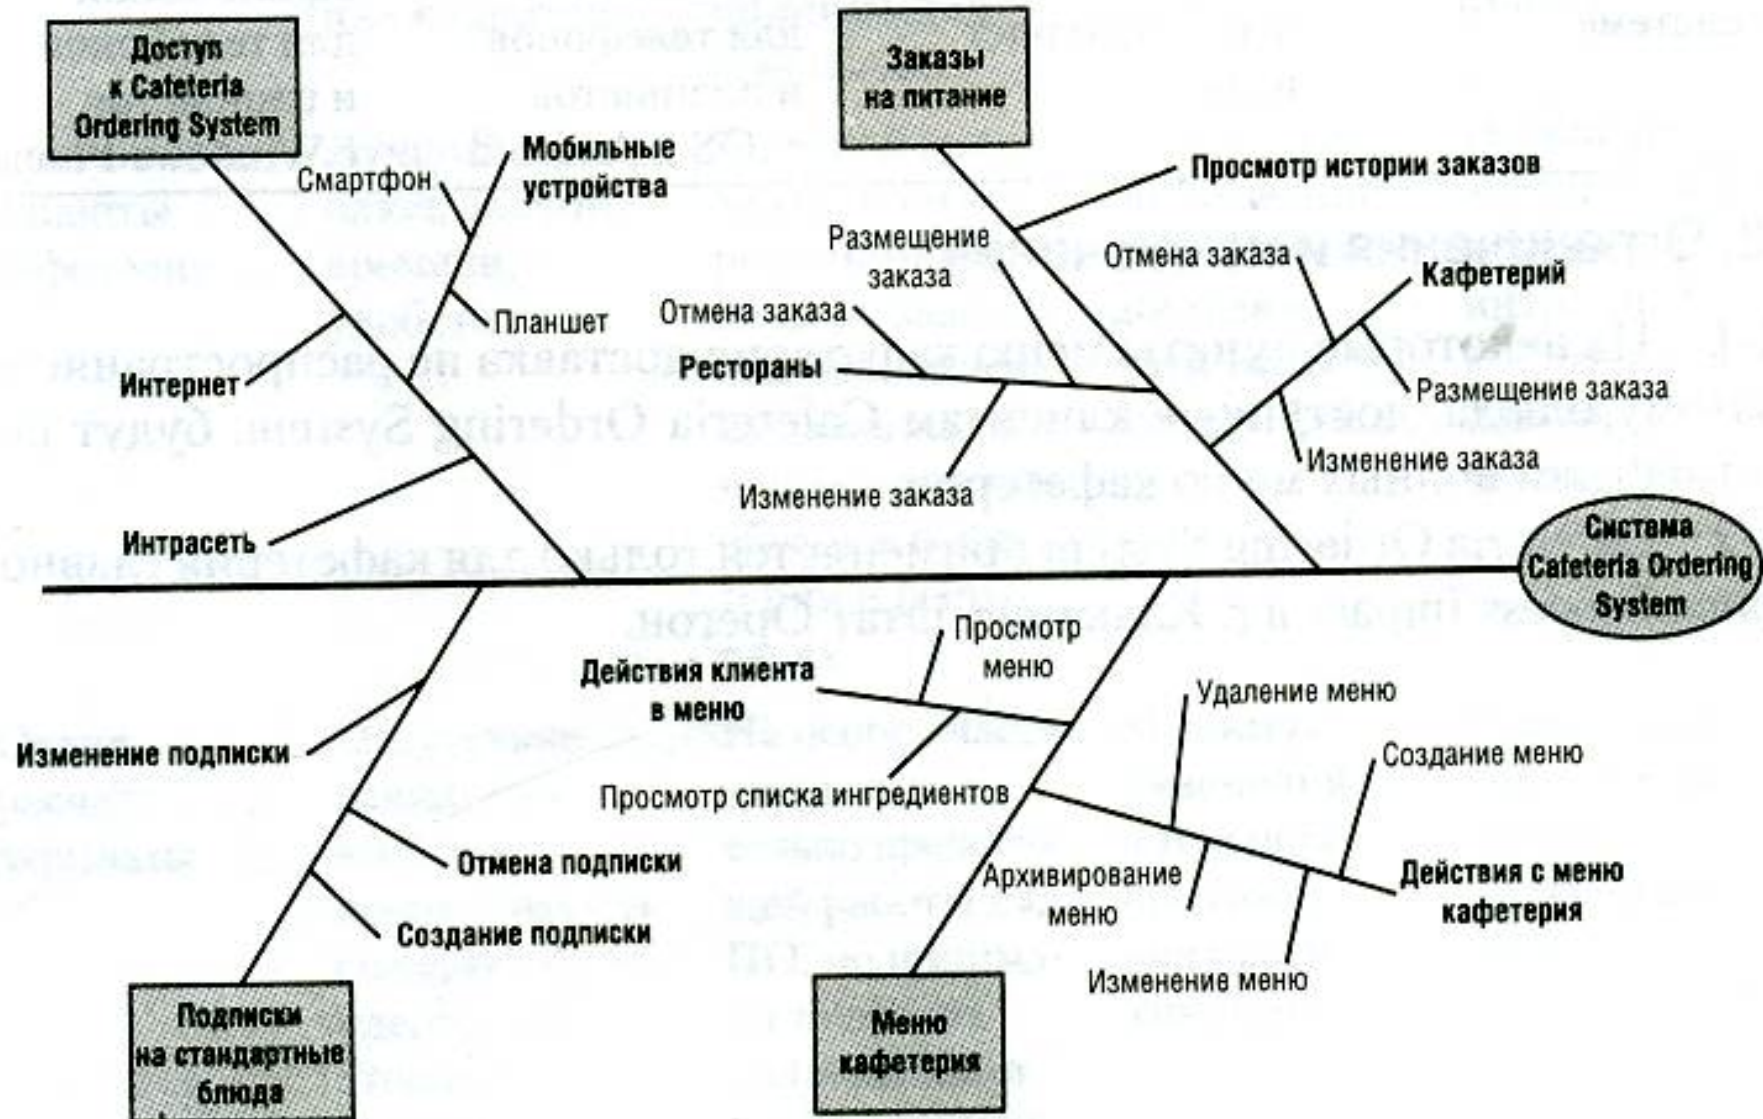 Доступ
к Cafeteria
Ordering System
Мобильные
устройства
Смартфон
Планшет
Интернет
Интрасеть
Заказы
на питание
Просмотр истории заказов
Размещение
заказа
Отмена заказа
Рестораны
Изменение заказа
Отмена заказа
Кафетерий
Размещение заказа
Изменение заказа
Система
Cafeteria Ordering
System
Изменение подписки
Отмена подписки
Создание подписки
Подписки
на стандартные
блюда
Просмотр
меню
Действия клиента
в меню
Просмотр списка ингредиентов
Удаление меню
Создание меню
Архивирование
меню
Действия с меню
кафетерия
Изменение меню
Меню
кафетерия